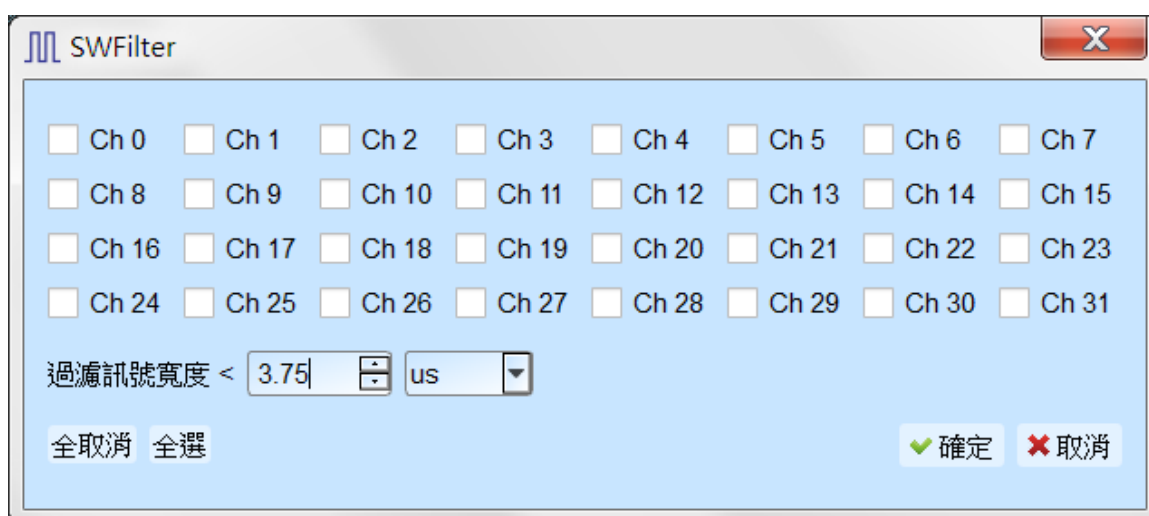 SWFilter
Ch 0 Ch 1 Ch 2 Ch 3 Ch 4 Ch 5 Ch 6 Ch 7
Ch 8 Ch 9 Ch 10 Ch 11 Ch 12 Ch 13 Ch 14 Ch 15
Ch 16 Ch 17 Ch 18 Ch 19 Ch 20 Ch 21 Ch 22 Ch 23
Ch 24 Ch 25 Ch 26 Ch 27 Ch 28 Ch 29 Ch 30 Ch 31
過濾訊號寬度 < 3.75 us
全取消 全選 確定 取消